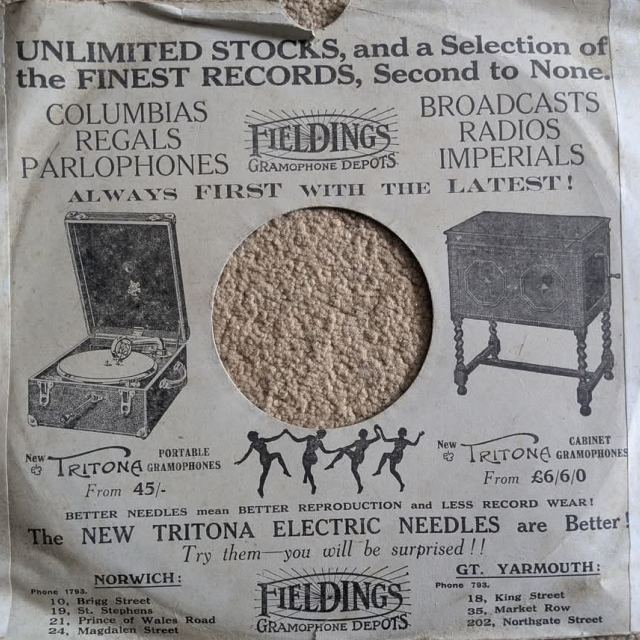 UNLIMITED STOCKS, and a Selection of
the FINEST RECORDS, Second to None.
COLUMBIAS
REGALS
PARLOPHONES
FIELDINGS
GRAMOPHONE DEPOTS
BROADCASTS
RADIOS
IMPERIALS
ALWAYS FIRST WITH THE LATEST!
New TRITONA PORTABLE GRAMOPHONES
From 45/-
New TRITONA CABINET GRAMOPHONES
From £6/6/0
BETTER NEEDLES mean BETTER REPRODUCTION and LESS RECORD WEAR!
The NEW TRITONA ELECTRIC NEEDLES are Better!
Try them—you will be surprised!!
NORWICH:
Phone 1793.
10, Brigg Street
19, St. Stephens
21, Prince of Wales Road
24, Magdalen Street
FIELDINGS
GRAMOPHONE DEPOTS
GT. YARMOUTH:
Phone 793.
18, King Street
35, Market Row
202, Northgate Street